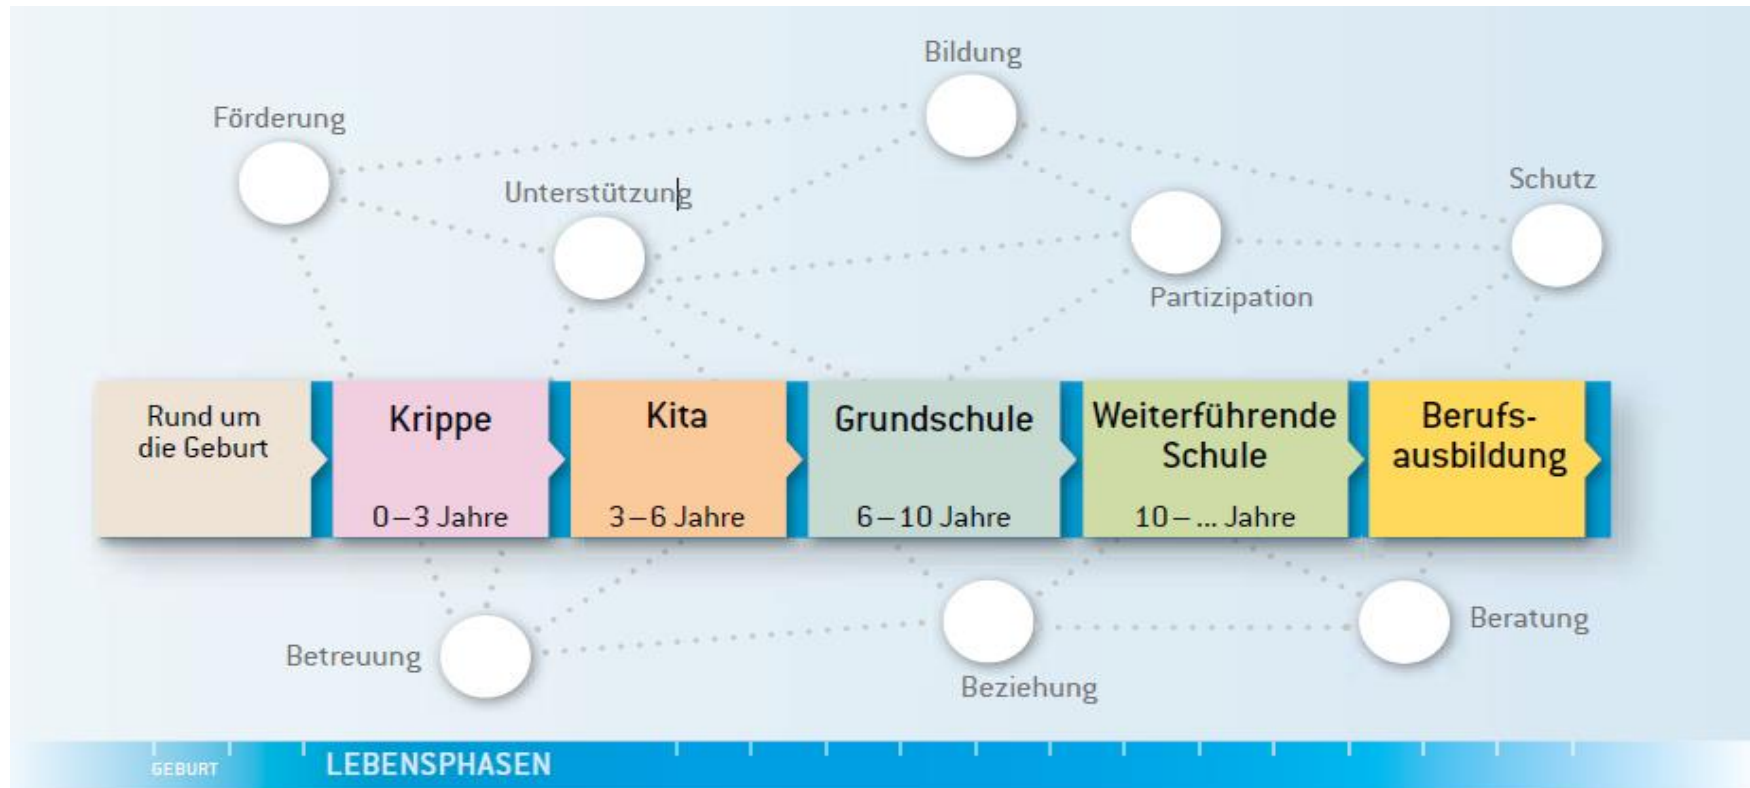 Bildung
Förderung
Unterstützung
Schutz
Partizipation
Rund um
die Geburt
Krippe
0–3 Jahre
Kita
3–6 Jahre
Grundschule
6–10 Jahre
Weiterführende
Schule
10–... Jahre
Berufs-
ausbildung
Betreuung
Beziehung
Beratung
GEBURT
LEBENSPHASEN